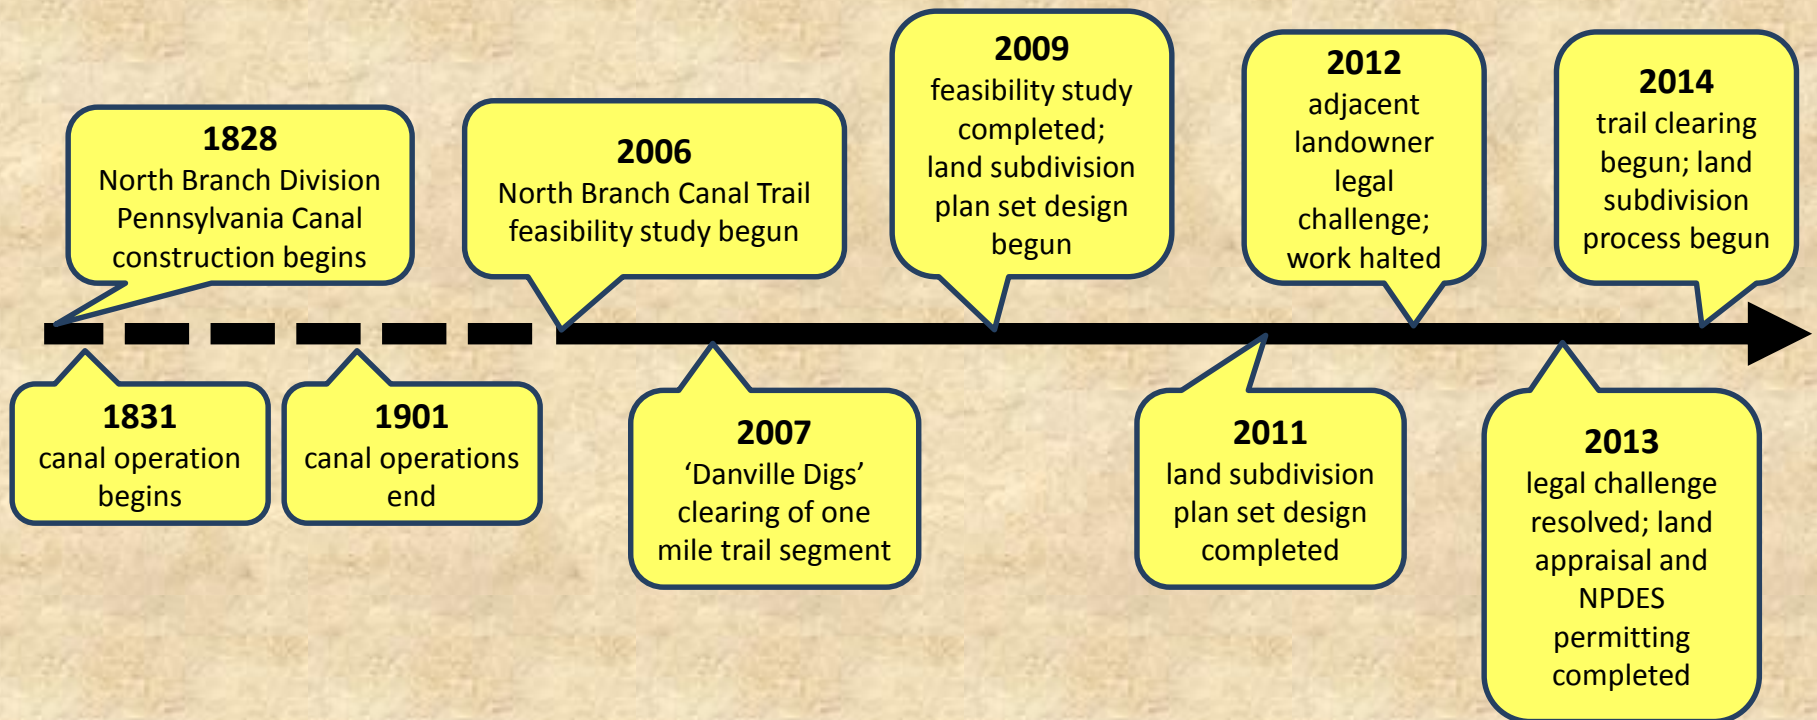 1828
North Branch Division
Pennsylvania Canal
construction begins
1831
canal operation
begins
1901
canal operations
end
2006
North Branch Canal Trail
feasibility study begun
2007
‘Danville Digs’
clearing of one
mile trail segment
2009
feasibility study
completed;
land subdivision
plan set design
begun
2011
land subdivision
plan set design
completed
2012
adjacent
landowner
legal
challenge;
work halted
2013
legal challenge
resolved; land
appraisal and
NPDES
permitting
completed
2014
trail clearing
begun; land
subdivision
process begun